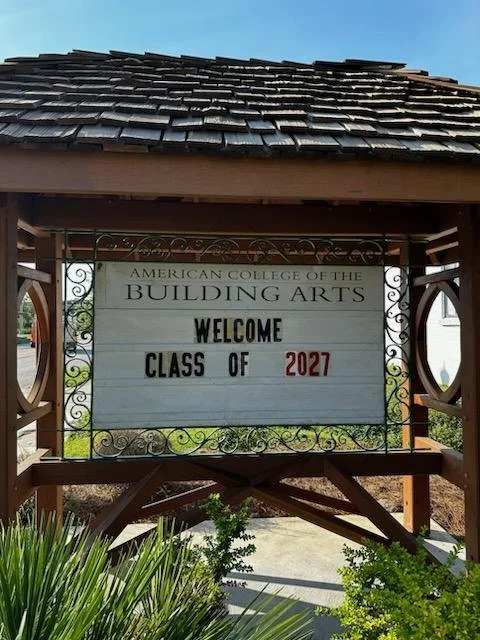 AMERICAN COLLEGE OF THE
BUILDING ARTS
WELCOME
CLASS OF 2027